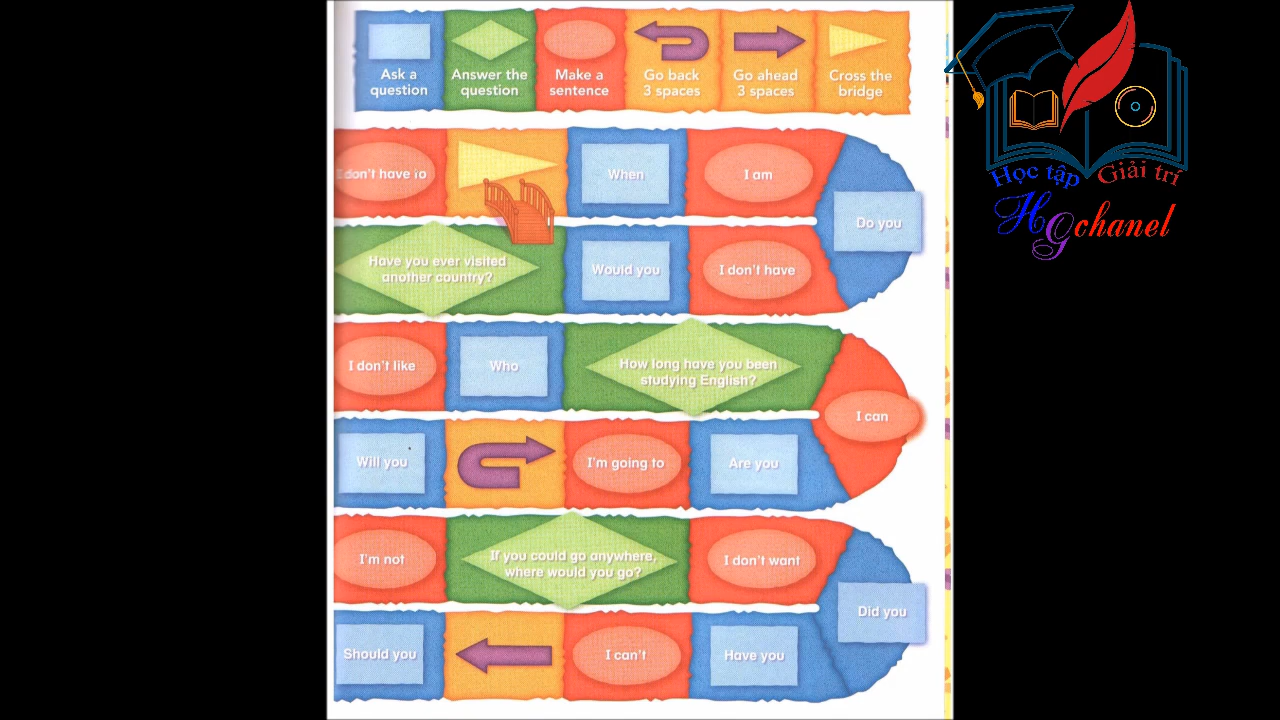 Ask a
question
Answer the
question
Make a
sentence
Go back
3 spaces
Go ahead
3 spaces
Cross the
bridge
I don't have to
When
I am
Do you
Have you ever visited
another country?
Would you
I don't have
I don't like
Who
How long have you been
studying English?
I can
Will you
I'm going to
Are you
I'm not
If you could go anywhere,
where would you go?
I don't want
Did you
Should you
I can't
Have you
Học tập Giải trí
HGchanel